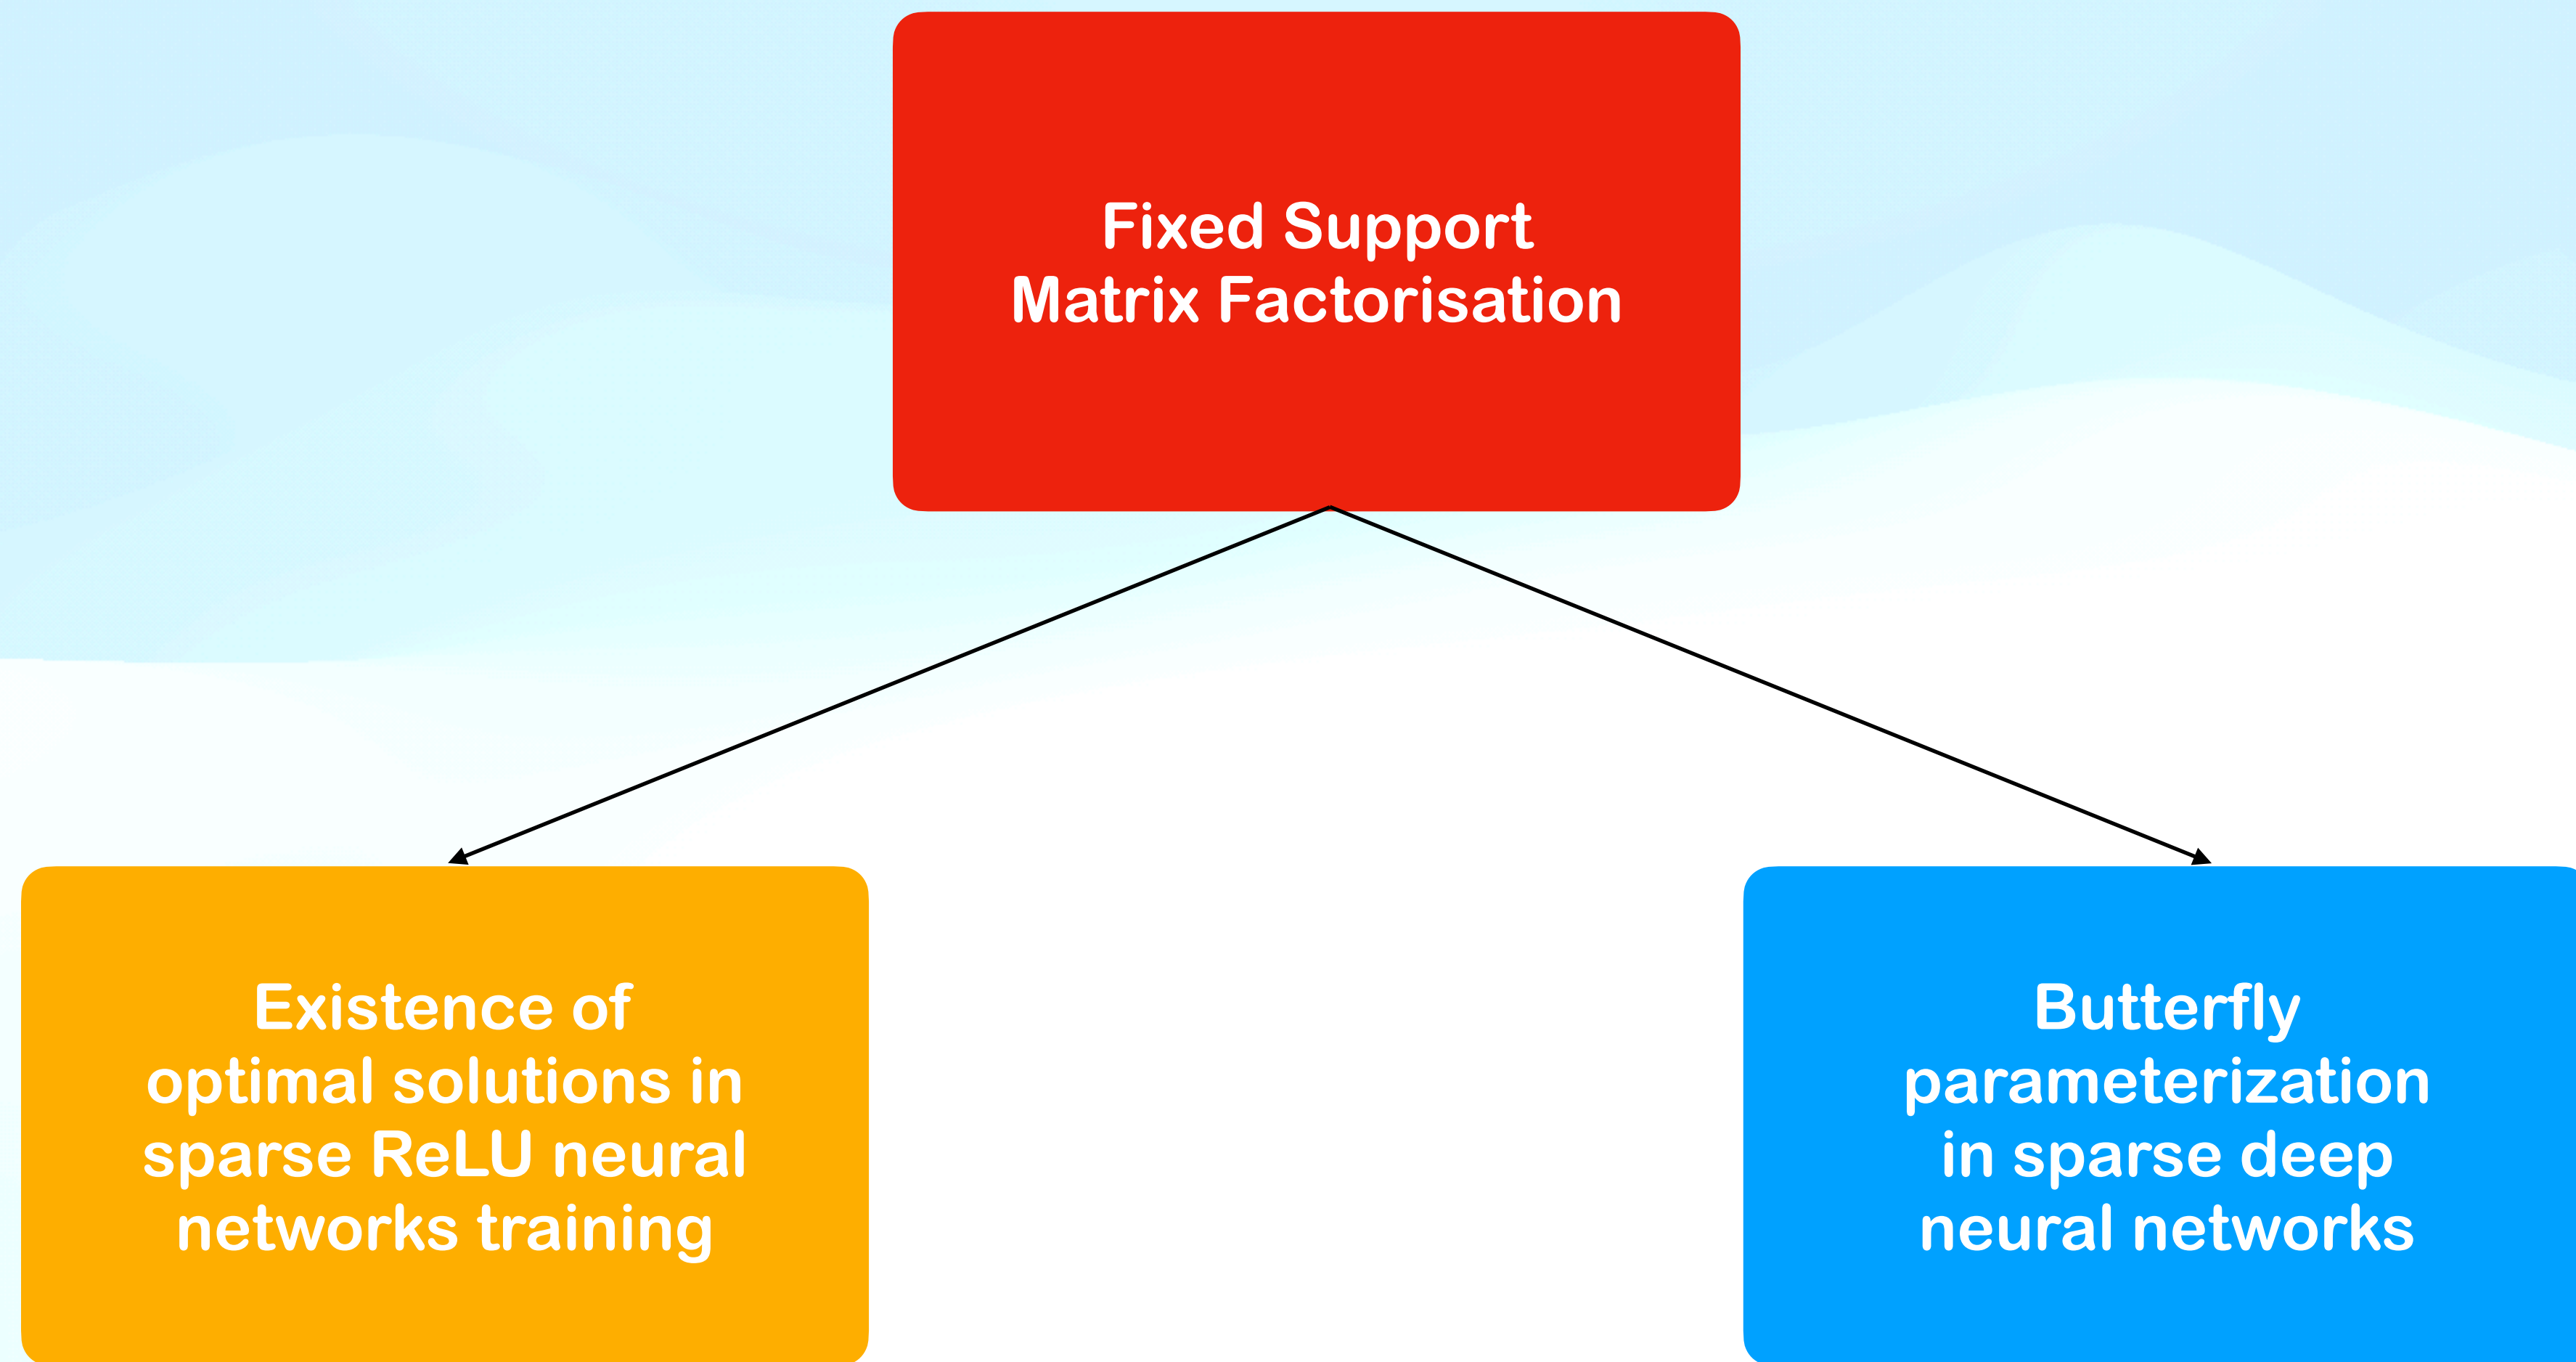 Fixed Support
Matrix Factorisation
Existence of
optimal solutions in
sparse ReLU neural
networks training
Butterfly
parameterization
in sparse deep
neural networks